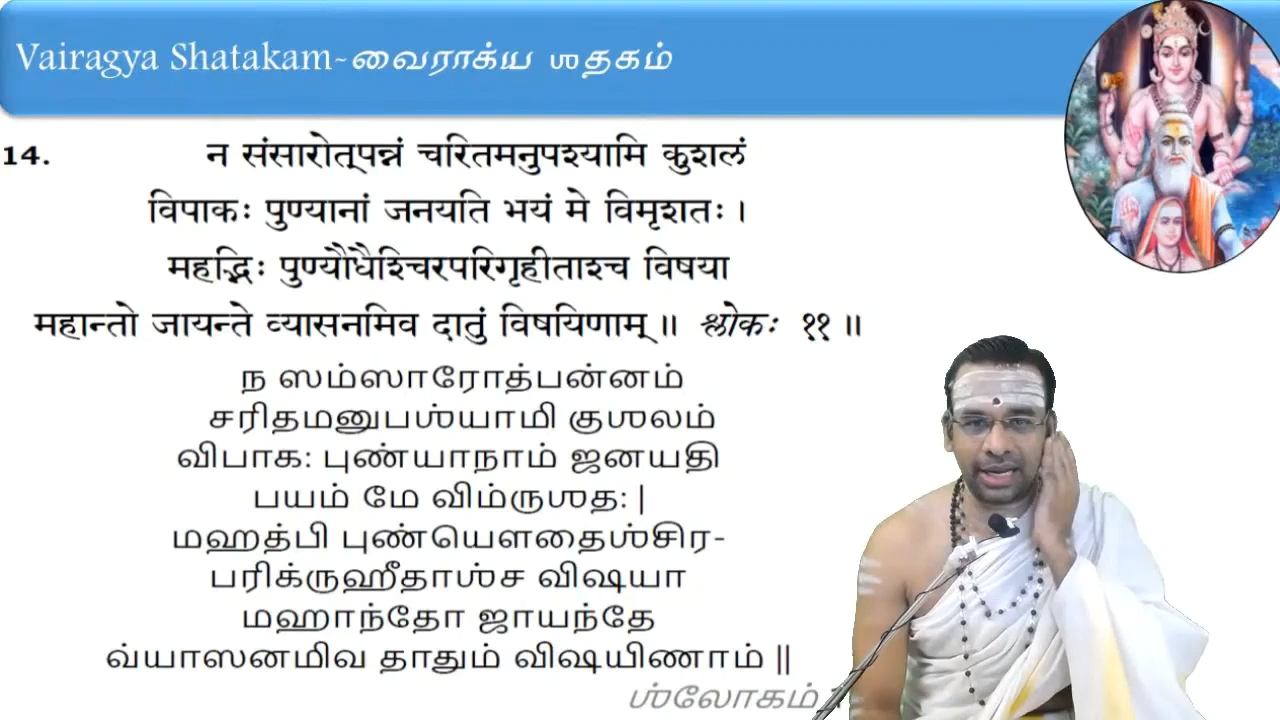 Vairagya Shatakam-வைராக்ய ஶதகம்
14. न संसारोत्पन्नं चरितमनुपश्यामि कुशलं
विपाकः पुण्यानां जनयति भयं मे विमृशतः ।
महद्भिः पुण्यौधैश्चिरपरिगृहीताश्च विषया
महान्तो जायन्ते व्यासनमिव दातुं विषयिणाम् ॥ श्लोकः ११ ॥
ந ஸம்ஸாரோத்பன்னம்
சரிதமனுபஶ்யாமி குஶலம்
விபாக: புண்யாநாம் ஜனயதி
பயம் மே விம்ருஶத: |
மஹத்பி புண்யௌதைஶ்சிர-
பரிக்ருஹீதாஶ்ச விஷயா
மஹாந்தோ ஜாயந்தே
வ்யாஸனமிவ தாதும் விஷயிணாம் ||
ஶ்லோகம்